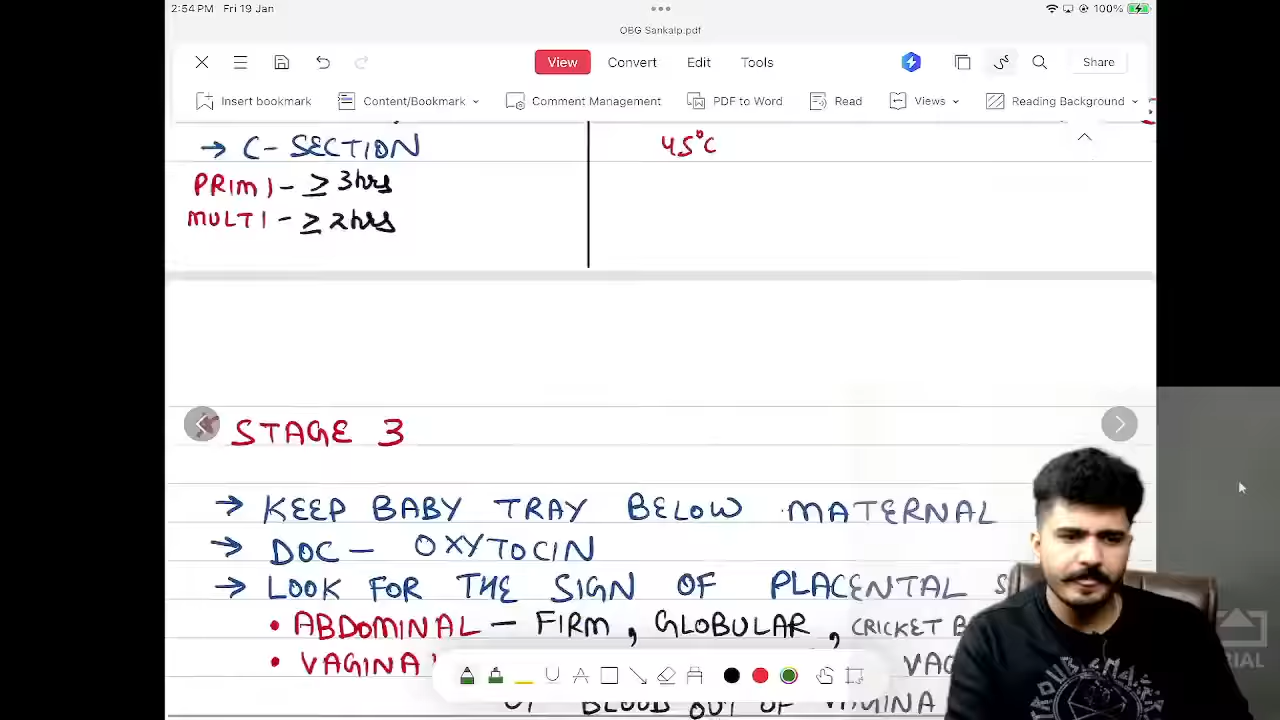 2:54 PM Fri 19 Jan
100%
OBG Sankalp.pdf
View Convert Edit Tools Share
Insert bookmark Content/Bookmark Comment Management PDF to Word Read Views Reading Background
→ C-SECTION
45°C
PRIMI - ≥ 3hrs
MULTI - ≥ 2hrs
STAGE 3
→ KEEP BABY TRAY BELOW MATERNAL
→ DOC - OXYTOCIN
→ LOOK FOR THE SIGN OF PLACENTAL S
• ABDOMINAL - FIRM, GLOBULAR, CRICKET B
• VAGINA VAG
OF BLOOD OUT OF VAGINA